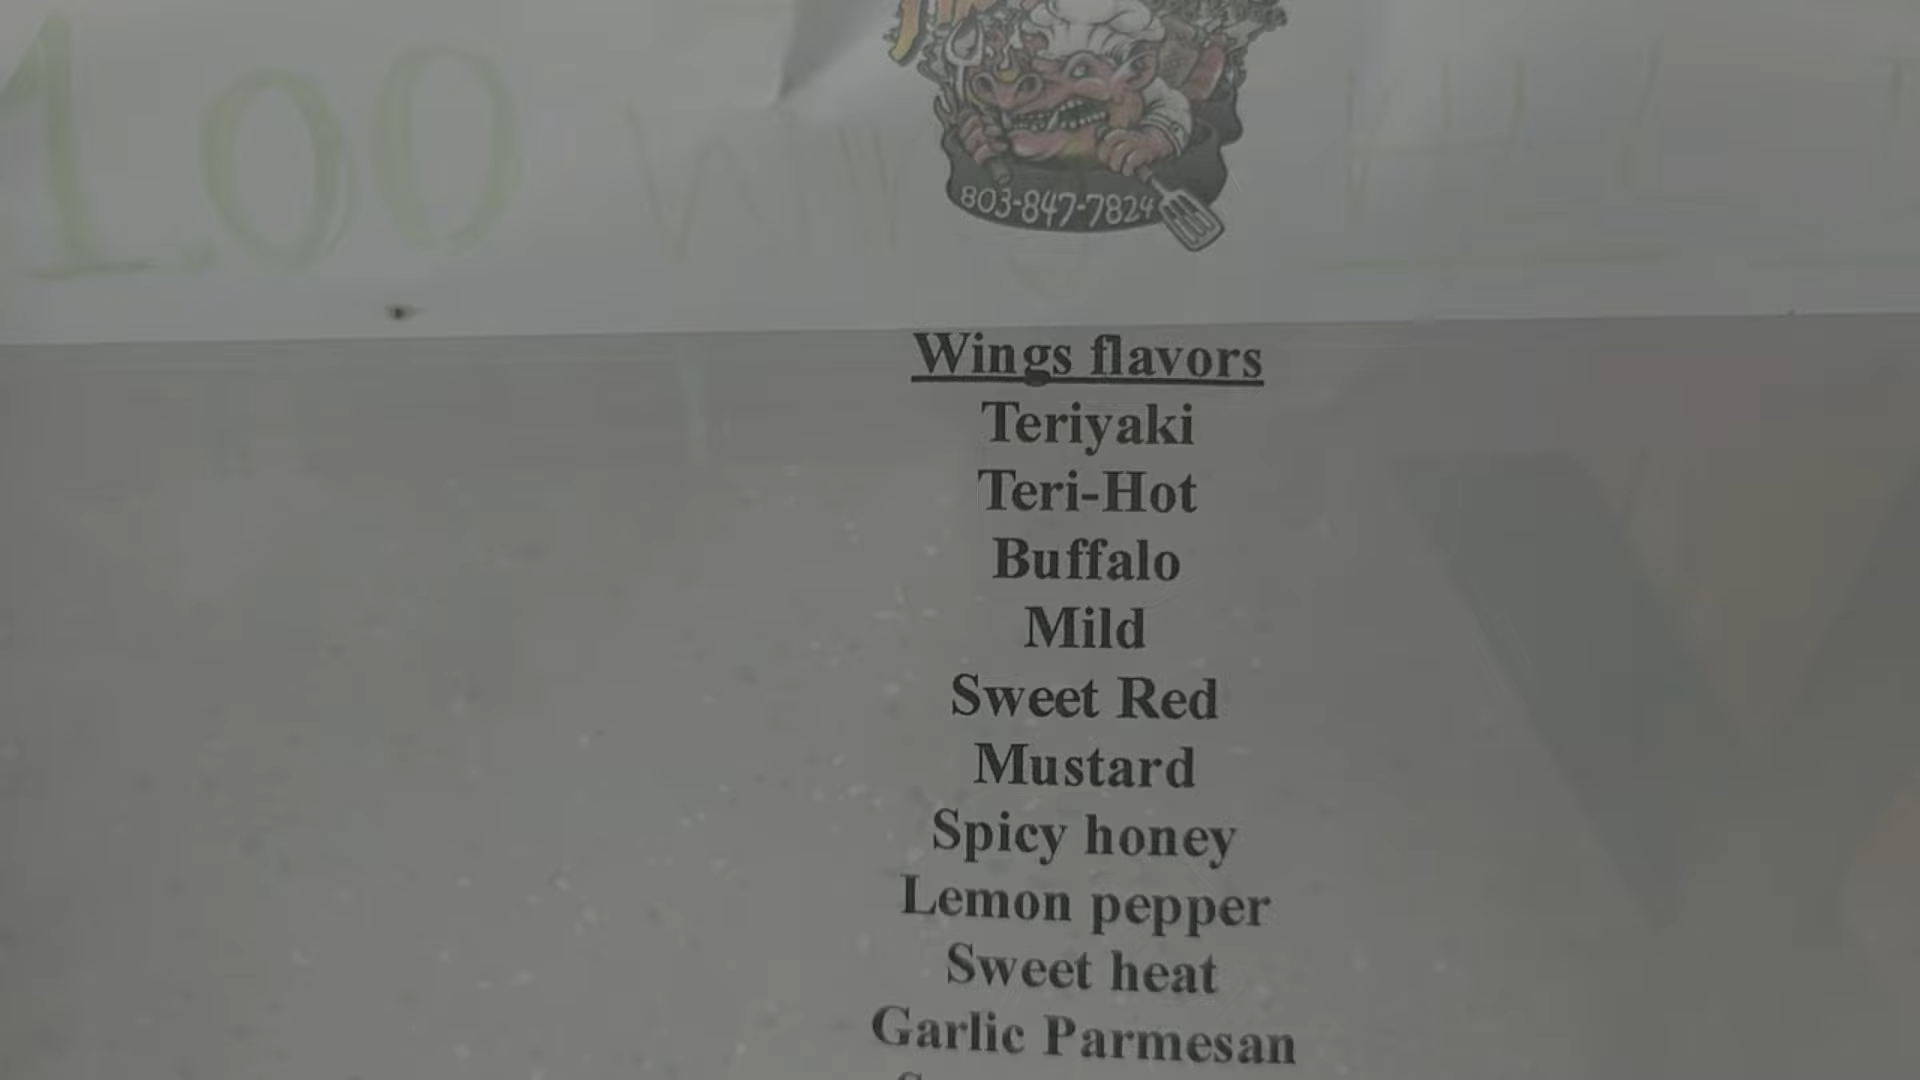 1.00
803-847-7824
Wings flavors
Teriyaki
Teri-Hot
Buffalo
Mild
Sweet Red
Mustard
Spicy honey
Lemon pepper
Sweet heat
Garlic Parmesan